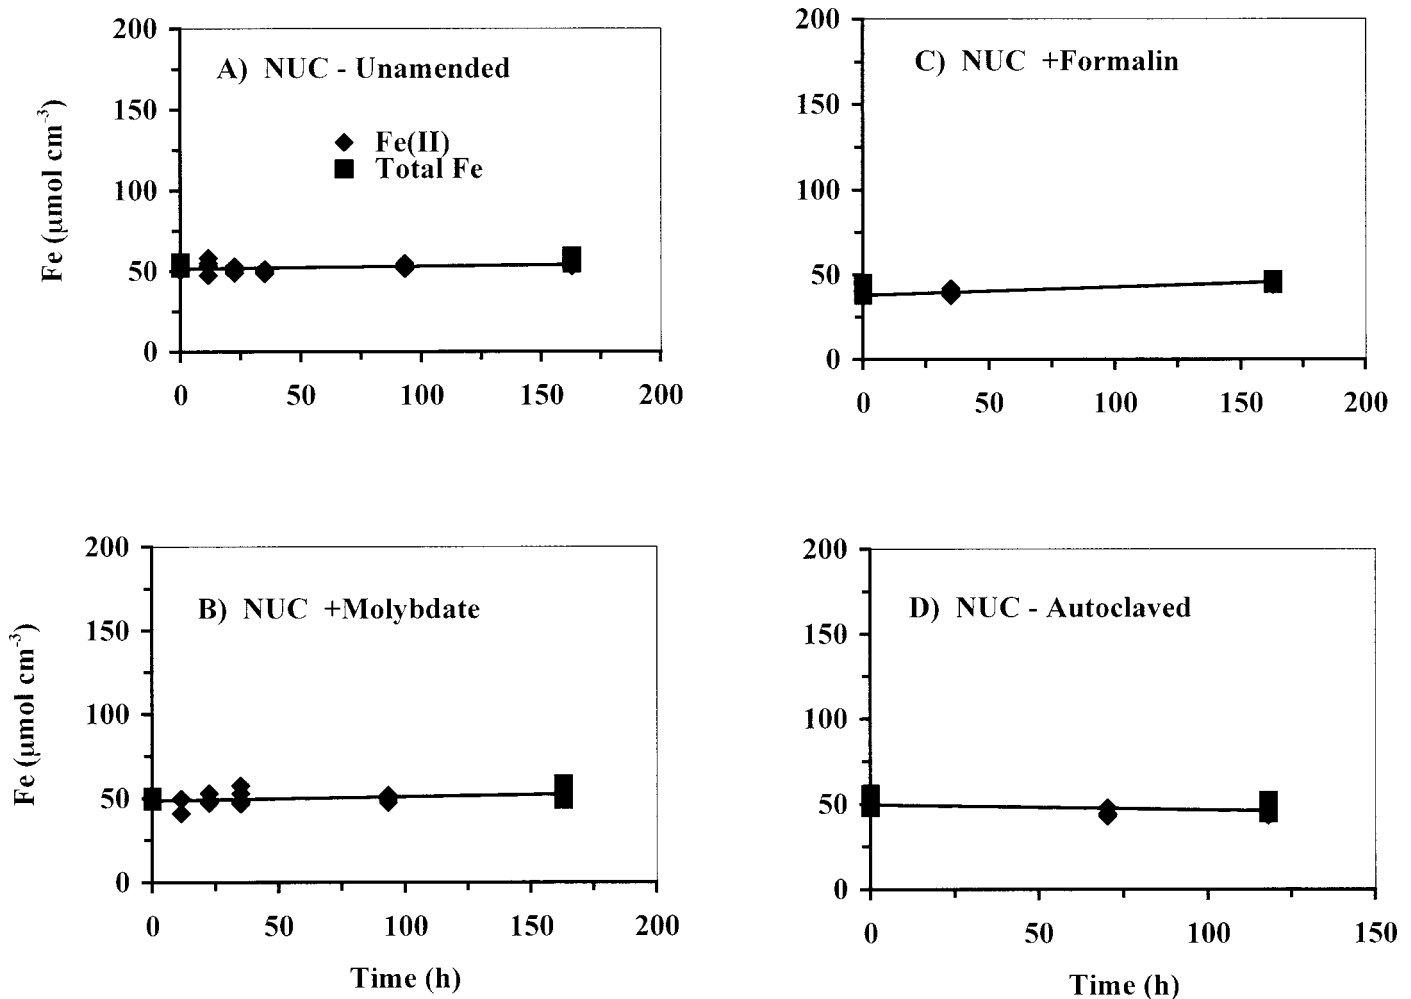 A) NUC - Unamended
Fe(II)
Total Fe
Fe (µmol cm-3)
200
150
100
50
0
0 50 100 150 200
C) NUC +Formalin
200
150
100
50
0
0 50 100 150 200
B) NUC +Molybdate
Fe (µmol cm-3)
200
150
100
50
0
0 50 100 150 200
Time (h)
D) NUC - Autoclaved
200
150
100
50
0
0 50 100 150
Time (h)